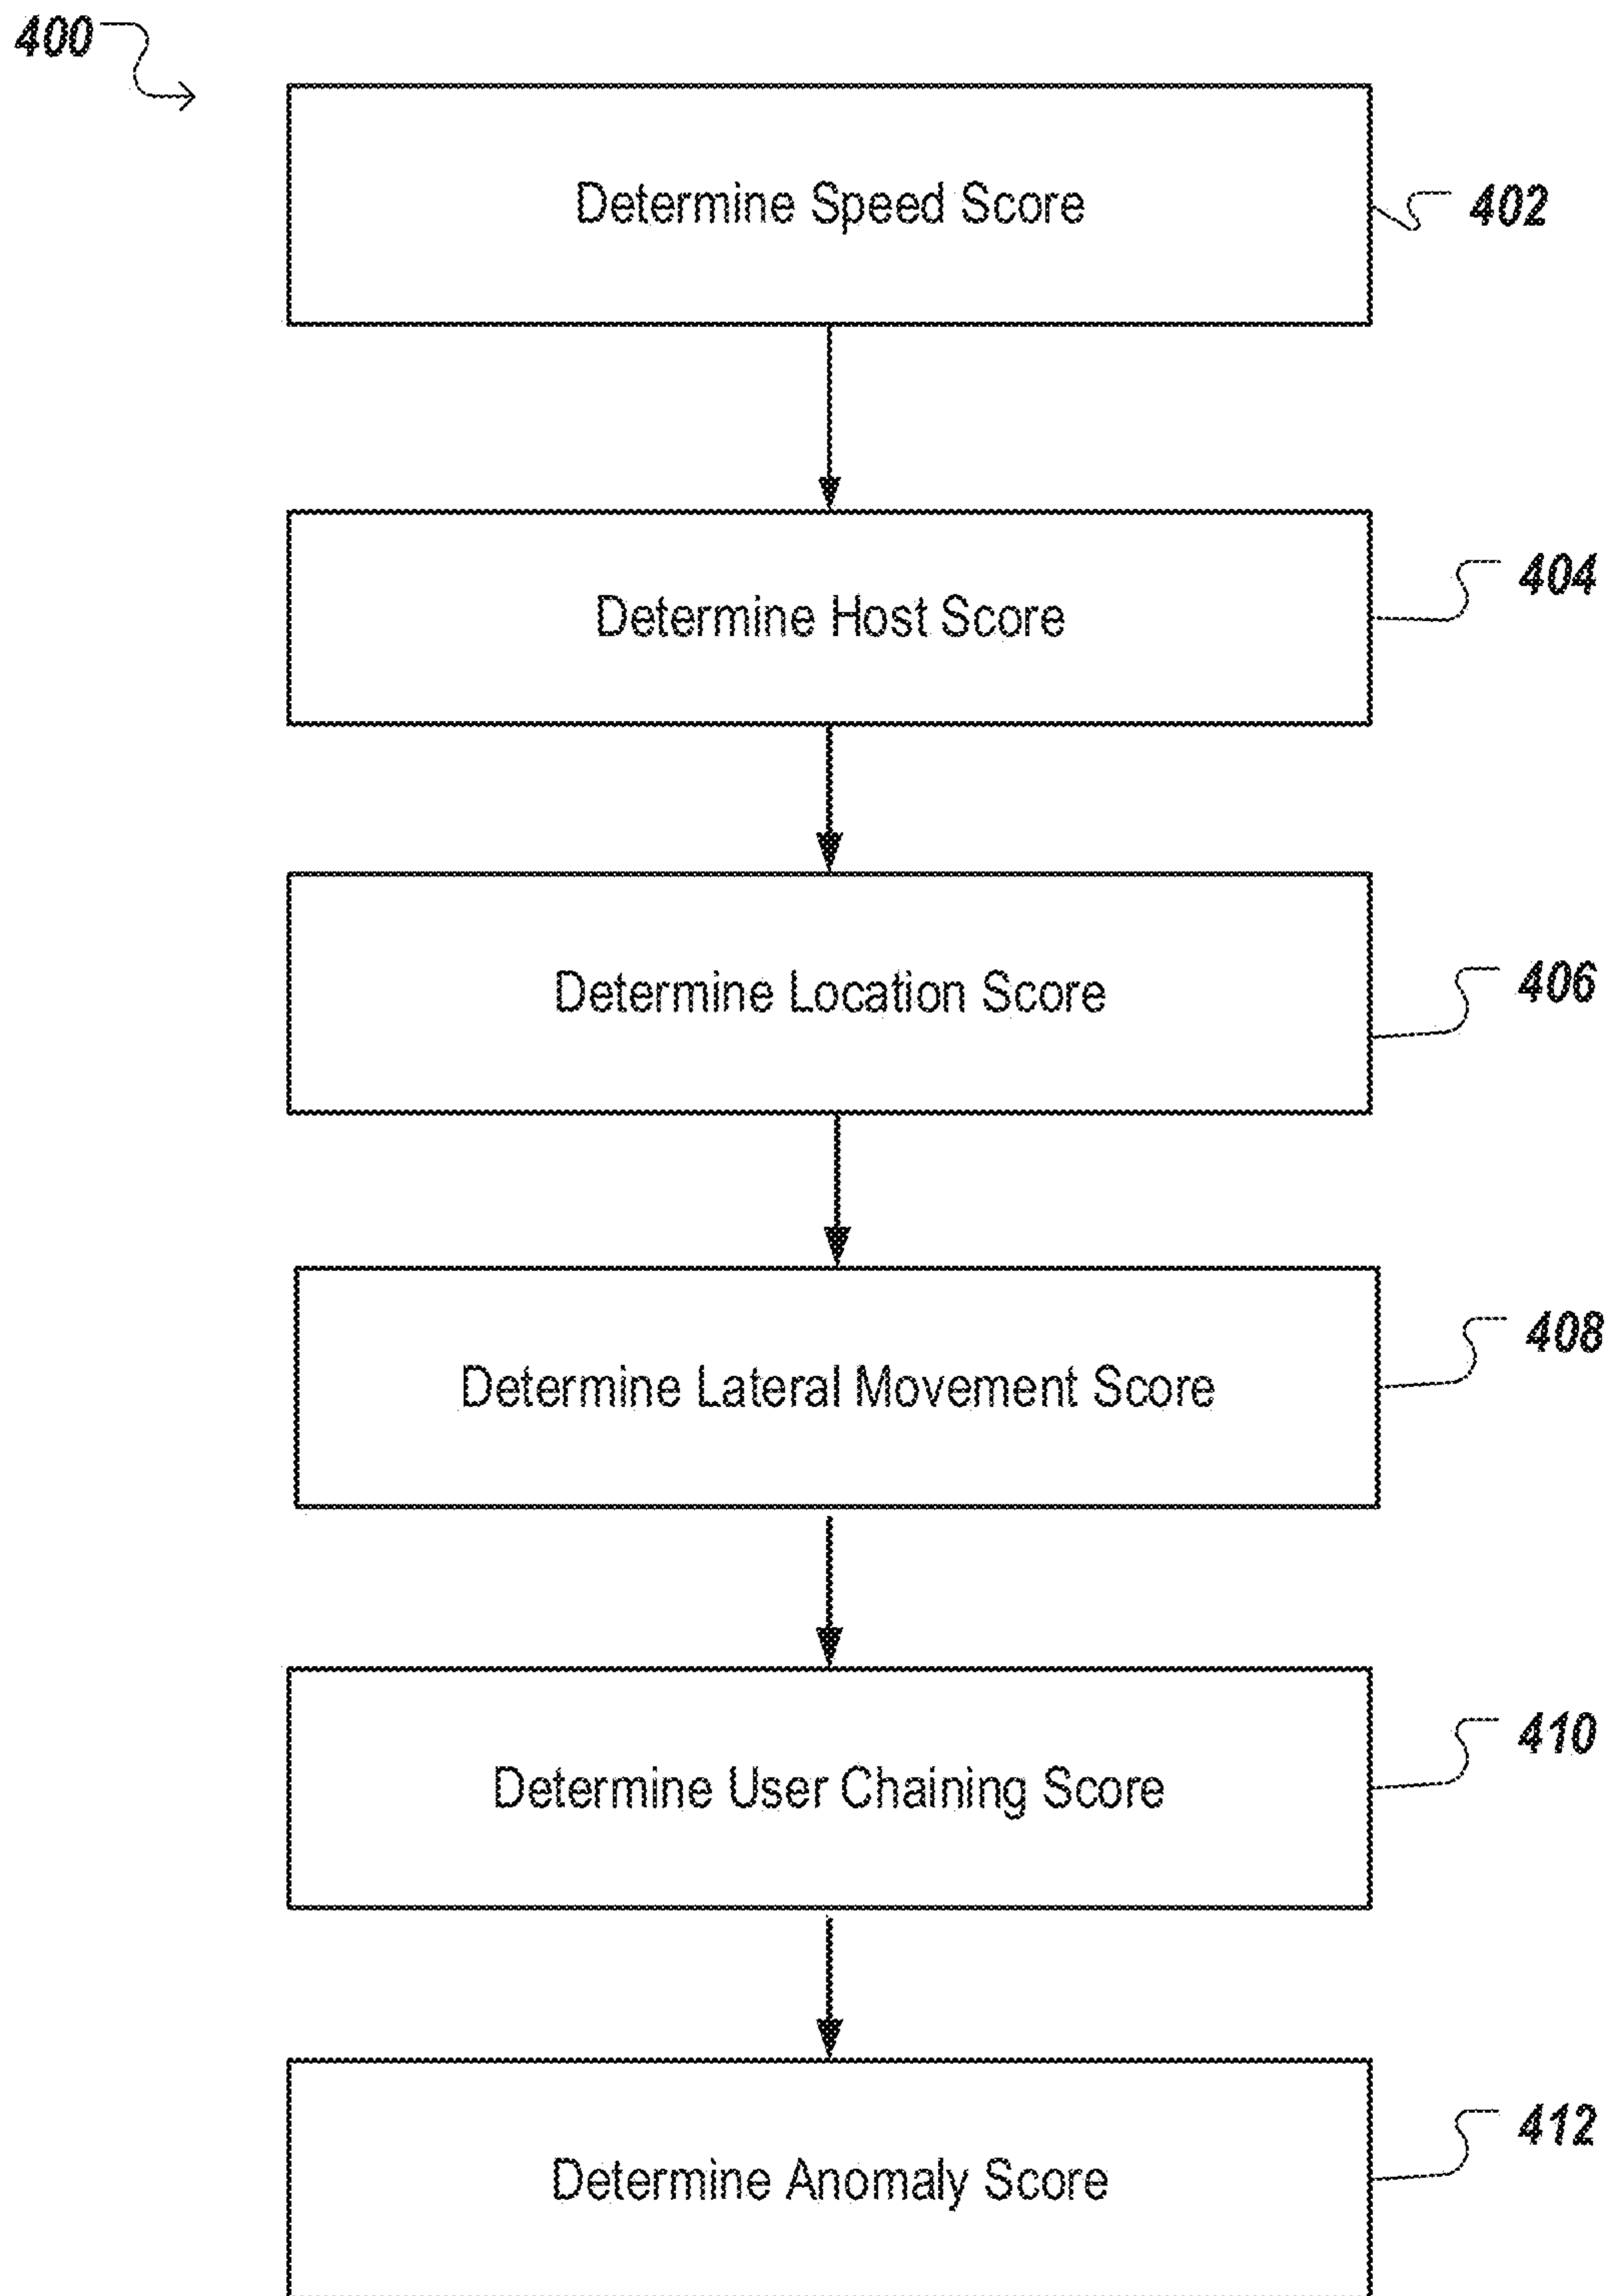 400
Determine Speed Score
402
Determine Host Score
404
Determine Location Score
406
Determine Lateral Movement Score
408
Determine User Chaining Score
410
Determine Anomaly Score
412